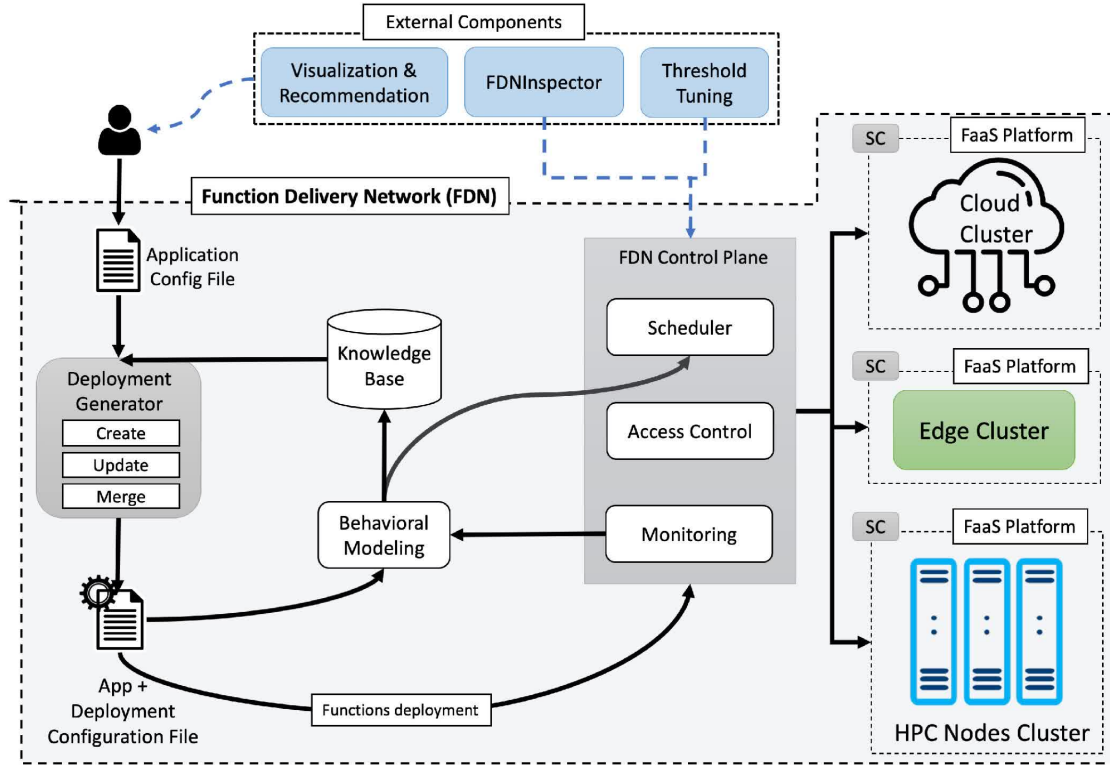 External Components
Visualization &
Recommendation
FDNInspector
Threshold
Tuning
Function Delivery Network (FDN)
Application
Config File
Deployment
Generator
Create
Update
Merge
App +
Deployment
Configuration File
Knowledge
Base
Behavioral
Modeling
Functions deployment
FDN Control Plane
Scheduler
Access Control
Monitoring
SC
FaaS Platform
Cloud
Cluster
SC
FaaS Platform
Edge Cluster
SC
FaaS Platform
HPC Nodes Cluster